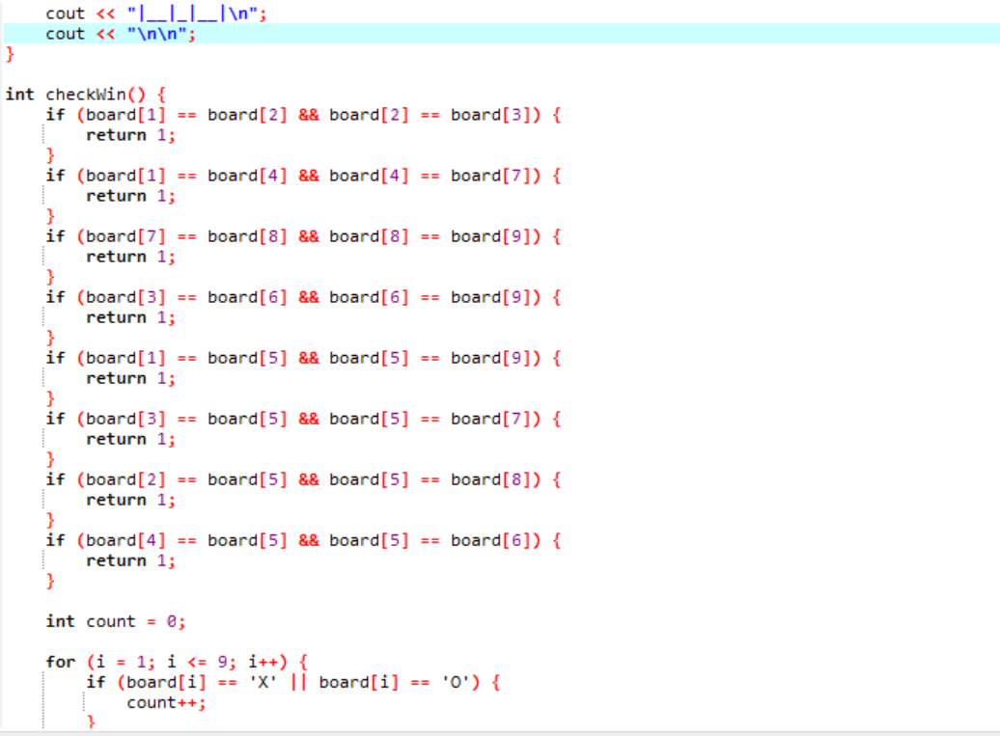 cout << "|__|_|__|\n";
    cout << "\n\n";
}

int checkWin() {
    if (board[1] == board[2] && board[2] == board[3]) {
        return 1;
    }
    if (board[1] == board[4] && board[4] == board[7]) {
        return 1;
    }
    if (board[7] == board[8] && board[8] == board[9]) {
        return 1;
    }
    if (board[3] == board[6] && board[6] == board[9]) {
        return 1;
    }
    if (board[1] == board[5] && board[5] == board[9]) {
        return 1;
    }
    if (board[3] == board[5] && board[5] == board[7]) {
        return 1;
    }
    if (board[2] == board[5] && board[5] == board[8]) {
        return 1;
    }
    if (board[4] == board[5] && board[5] == board[6]) {
        return 1;
    }

    int count = 0;

    for (i = 1; i <= 9; i++) {
        if (board[i] == 'X' || board[i] == 'O') {
            count++;
        }